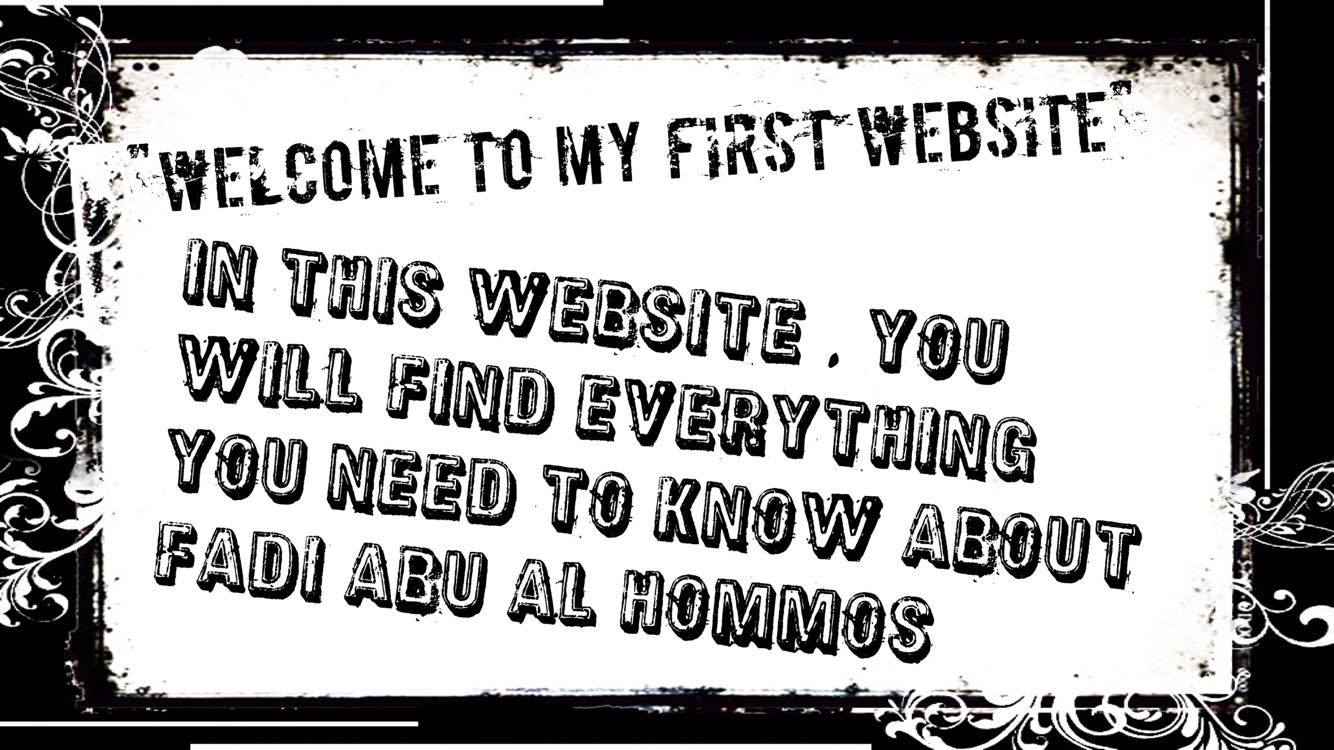 "WELCOME TO MY FIRST WEBSITE"
IN THIS WEBSITE , YOU
WILL FIND EVERYTHING
YOU NEED TO KNOW ABOUT
FADI ABU AL HOMMOS